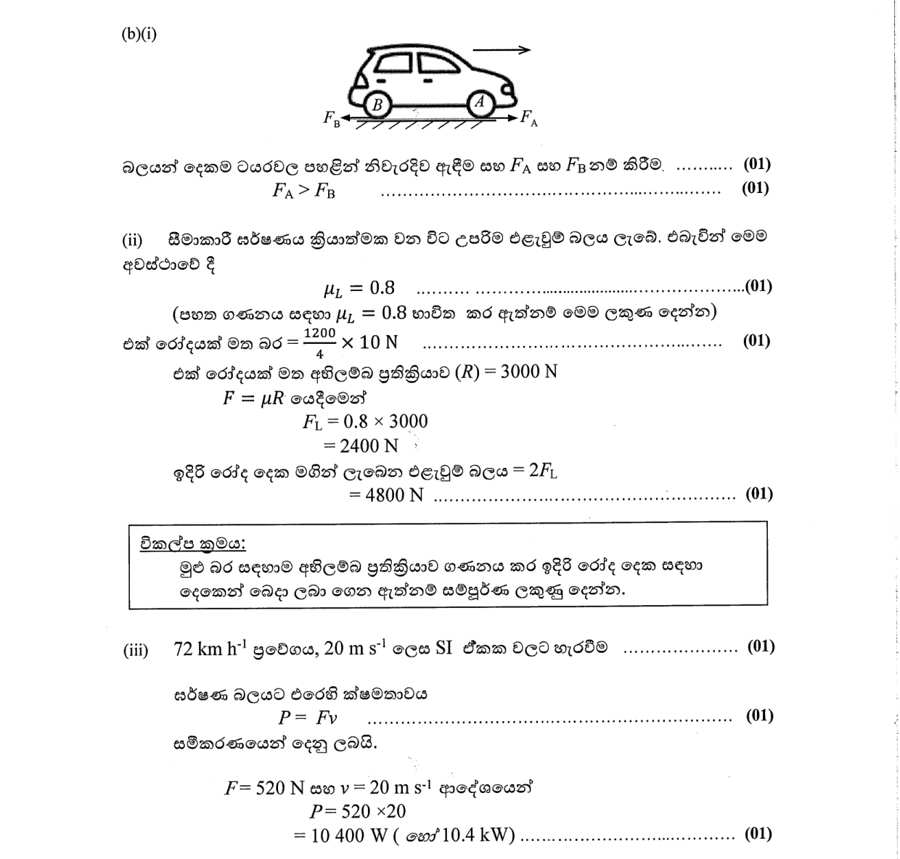 (b)(i)
B A
F_B F_A
බලයන් දෙකම ටයරවල පහළින් නිවැරදිව ඇඳීම සහ F_A සහ F_B නම් කිරීම. ........... (01)
F_A > F_B ................................................................ (01)
(ii) සීමාකාරී ඝර්ෂණය ක්‍රියාත්මක වන විට උපරිම එළැවුම් බලය ලැබේ. එබැවින් මෙම
අවස්ථාවේ දී
μ_L = 0.8 .......... .......................................................(01)
(පහත ගණනය සඳහා μ_L = 0.8 භාවිත කර ඇත්නම් මෙම ලකුණ දෙන්න)
එක් රෝදයක් මත බර = 1200/4 × 10 N ........................................................ (01)
එක් රෝදයක් මත අභිලම්බ ප්‍රතික්‍රියාව (R) = 3000 N
F = μR යෙදීමෙන්
F_L = 0.8 × 3000
= 2400 N
ඉදිරි රෝද දෙක මගින් ලැබෙන එළැවුම් බලය = 2F_L
= 4800 N ......................................................... (01)
විකල්ප ක්‍රමය:
මුළු බර සඳහාම අභිලම්බ ප්‍රතික්‍රියාව ගණනය කර ඉදිරි රෝද දෙක සඳහා
දෙකෙන් බෙදා ලබා ගෙන ඇත්නම් සම්පූර්ණ ලකුණු දෙන්න.
(iii) 72 km h⁻¹ ප්‍රවේගය, 20 m s⁻¹ ලෙස SI ඒකක වලට හැරවීම ...................... (01)
ඝර්ෂණ බලයට එරෙහි ක්ෂමතාවය
P = Fv .................................................................... (01)
සමීකරණයෙන් දෙනු ලබයි.
F = 520 N සහ v = 20 m s⁻¹ ආදේශයෙන්
P = 520 ×20
= 10 400 W ( හෝ 10.4 kW) ........................................ (01)